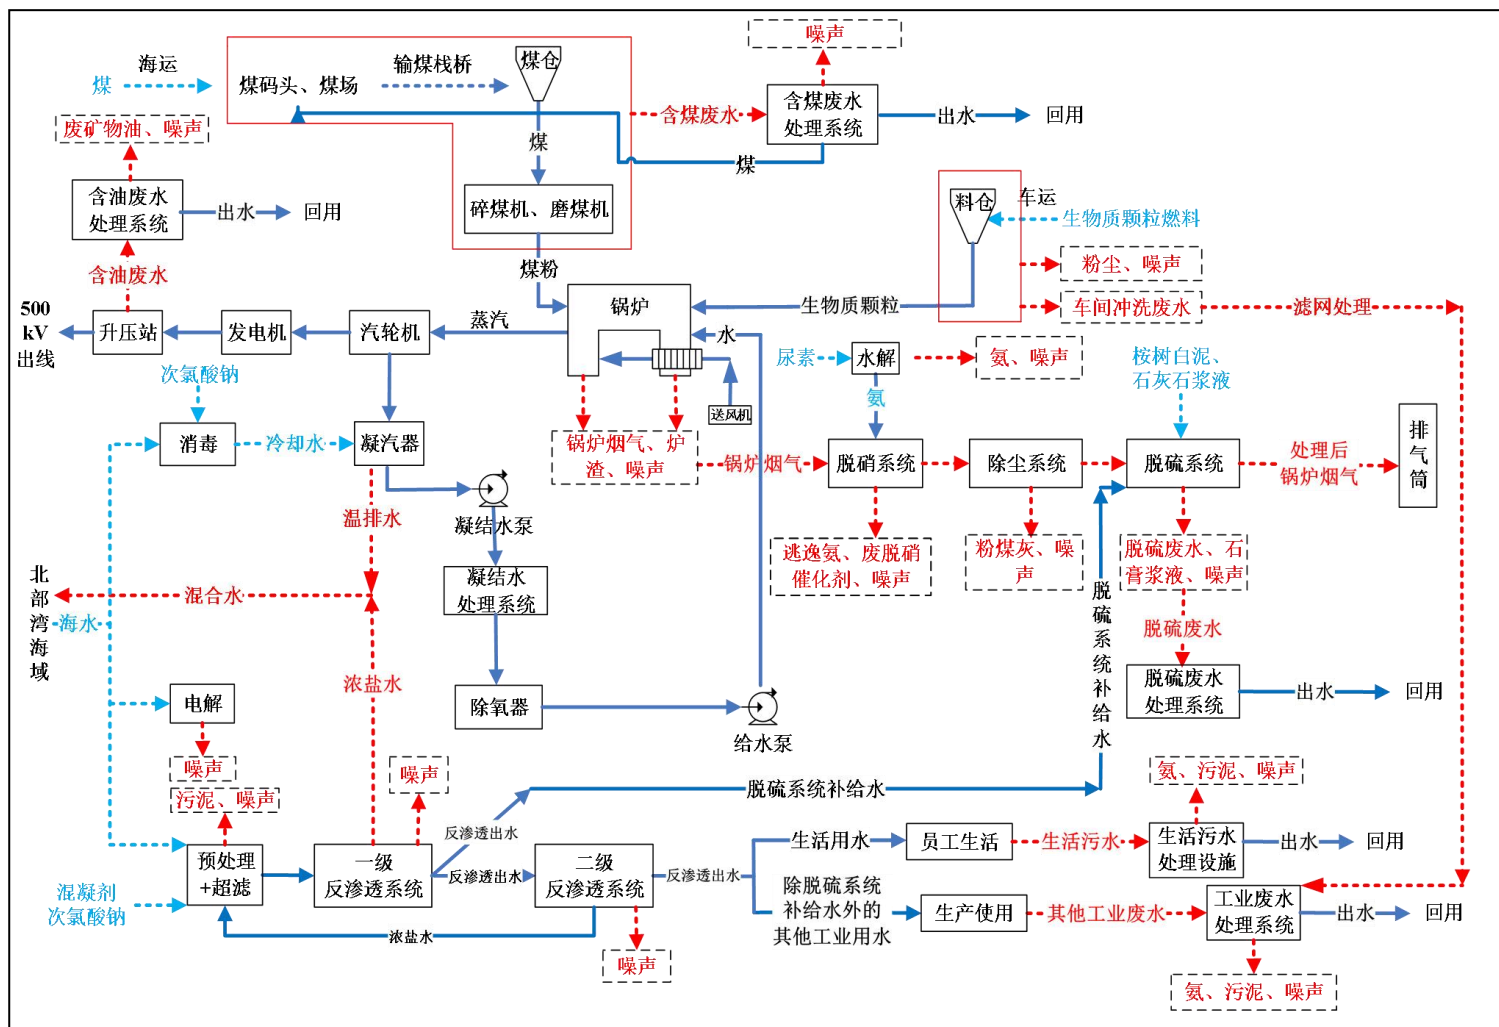 噪声
海运
输煤栈桥
煤仓
煤
煤码头、煤场
含煤废水
含煤废水
处理系统
出水
回用
废矿物油、噪声
煤
煤
含油废水
处理系统
出水
回用
碎煤机、磨煤机
料仓
车运
生物质颗粒燃料
含油废水
煤粉
粉尘、噪声
500
kV
出线
升压站
发电机
汽轮机
蒸汽
锅炉
生物质颗粒
车间冲洗废水
滤网处理
水
尿素
水解
氨、噪声
桉树白泥、
石灰石浆液
次氯酸钠
氨
送风机
消毒
冷却水
凝汽器
锅炉烟气、炉
渣、噪声
锅炉烟气
脱硝系统
除尘系统
脱硫系统
处理后
锅炉烟气
排
气
筒
温排水
凝结水泵
逃逸氨、废脱硝
催化剂、噪声
粉煤灰、噪
声
脱硫废水、石
膏浆液、噪声
凝结水
处理系统
北
部
湾
海
域
混合水
海水
脱
硫
系
统
补
给
水
脱硫废水
浓盐水
脱硫废水
处理系统
出水
回用
电解
除氧器
给水泵
噪声
噪声
污泥、噪声
脱硫系统补给水
氨、污泥、噪声
反渗透出水
预处理
+超滤
一级
反渗透系统
反渗透出水
二级
反渗透系统
反渗透出水
生活用水
员工生活
生活污水
生活污水
处理设施
出水
回用
混凝剂
次氯酸钠
除脱硫系统
补给水外的
其他工业用水
生产使用
其他工业废水
工业废水
处理系统
出水
回用
浓盐水
噪声
氨、污泥、噪声